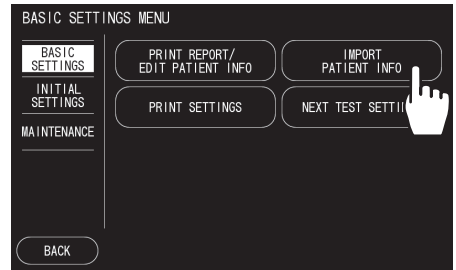 BASIC SETTINGS MENU
BASIC
SETTINGS
INITIAL
SETTINGS
MAINTENANCE
PRINT REPORT/
EDIT PATIENT INFO
IMPORT
PATIENT INFO
PRINT SETTINGS
NEXT TEST
BACK